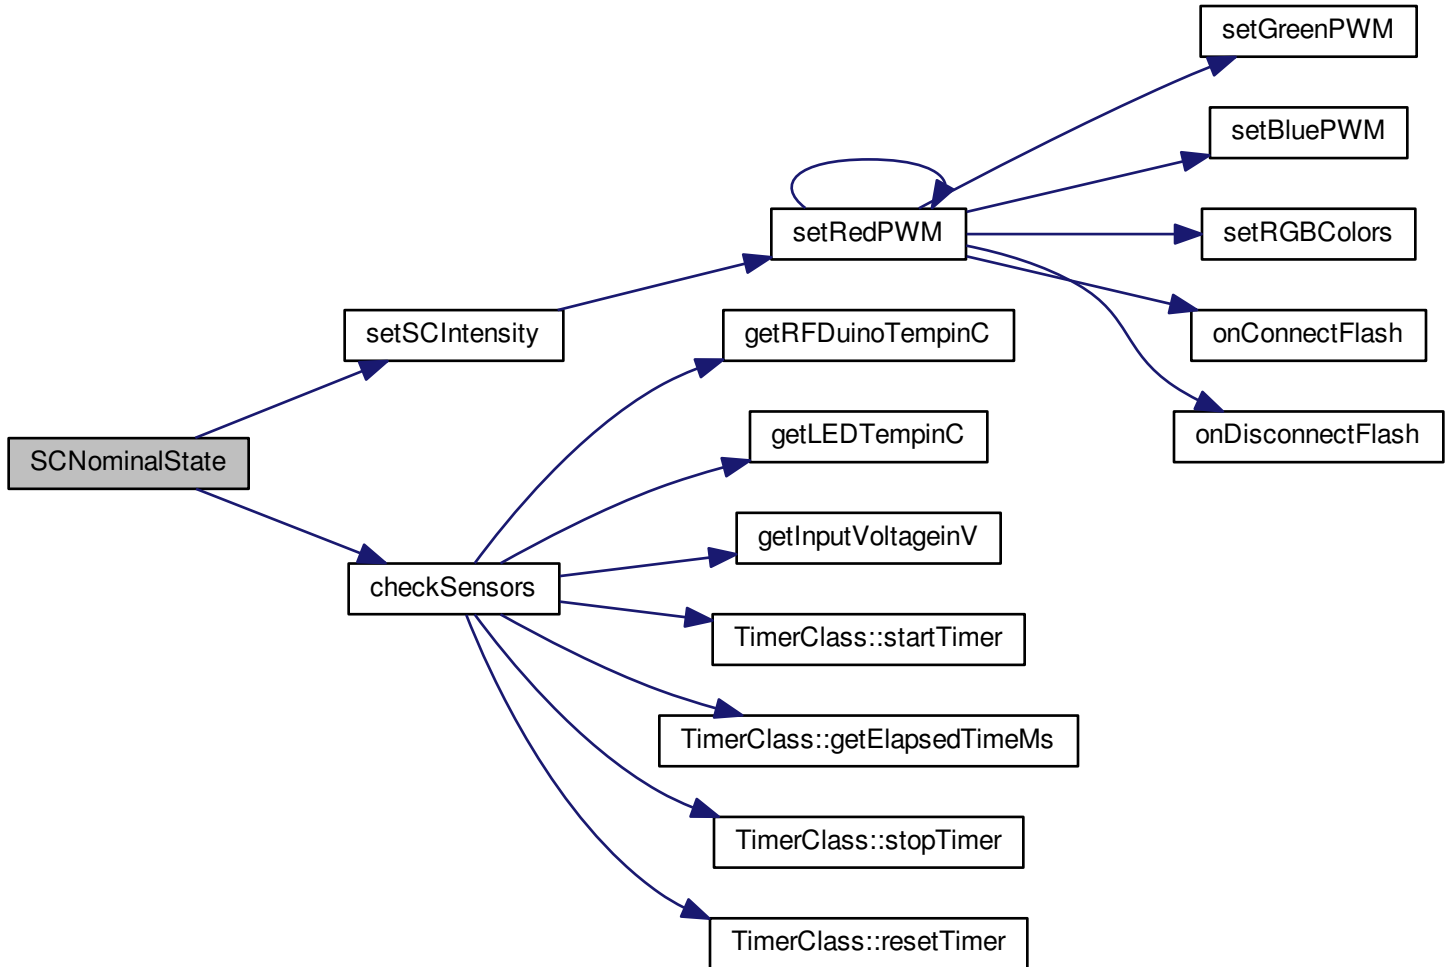 setGreenPWM
setBluePWM
setRedPWM
setRGBColors
setSCIntensity
getRFDuinoTempinC
onConnectFlash
getLEDTempinC
onDisconnectFlash
SCNominalState
getInputVoltageinV
checkSensors
TimerClass::startTimer
TimerClass::getElapsedTimeMs
TimerClass::stopTimer
TimerClass::resetTimer